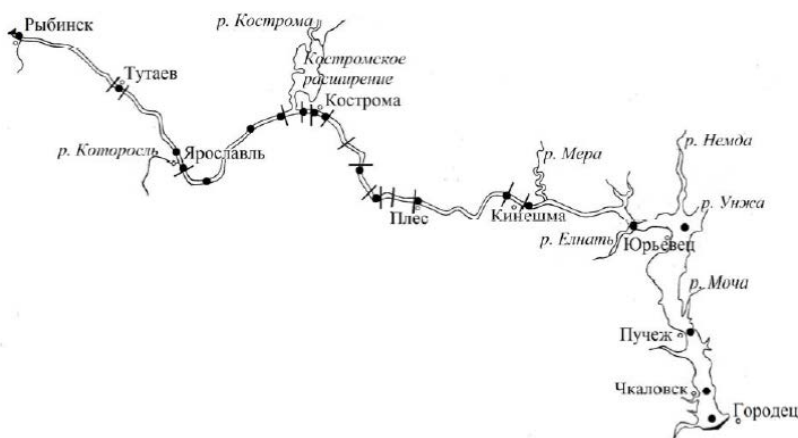 р. Кострома
Рыбинск
Костромское
расширение
Тутаев
Кострома
р. Которосль
Ярославль
р. Мера
р. Немда
р. Унжа
Плес
Кинешма
р. Елнать
Юрьевец
р. Моча
Пучеж
Чкаловск
Городец